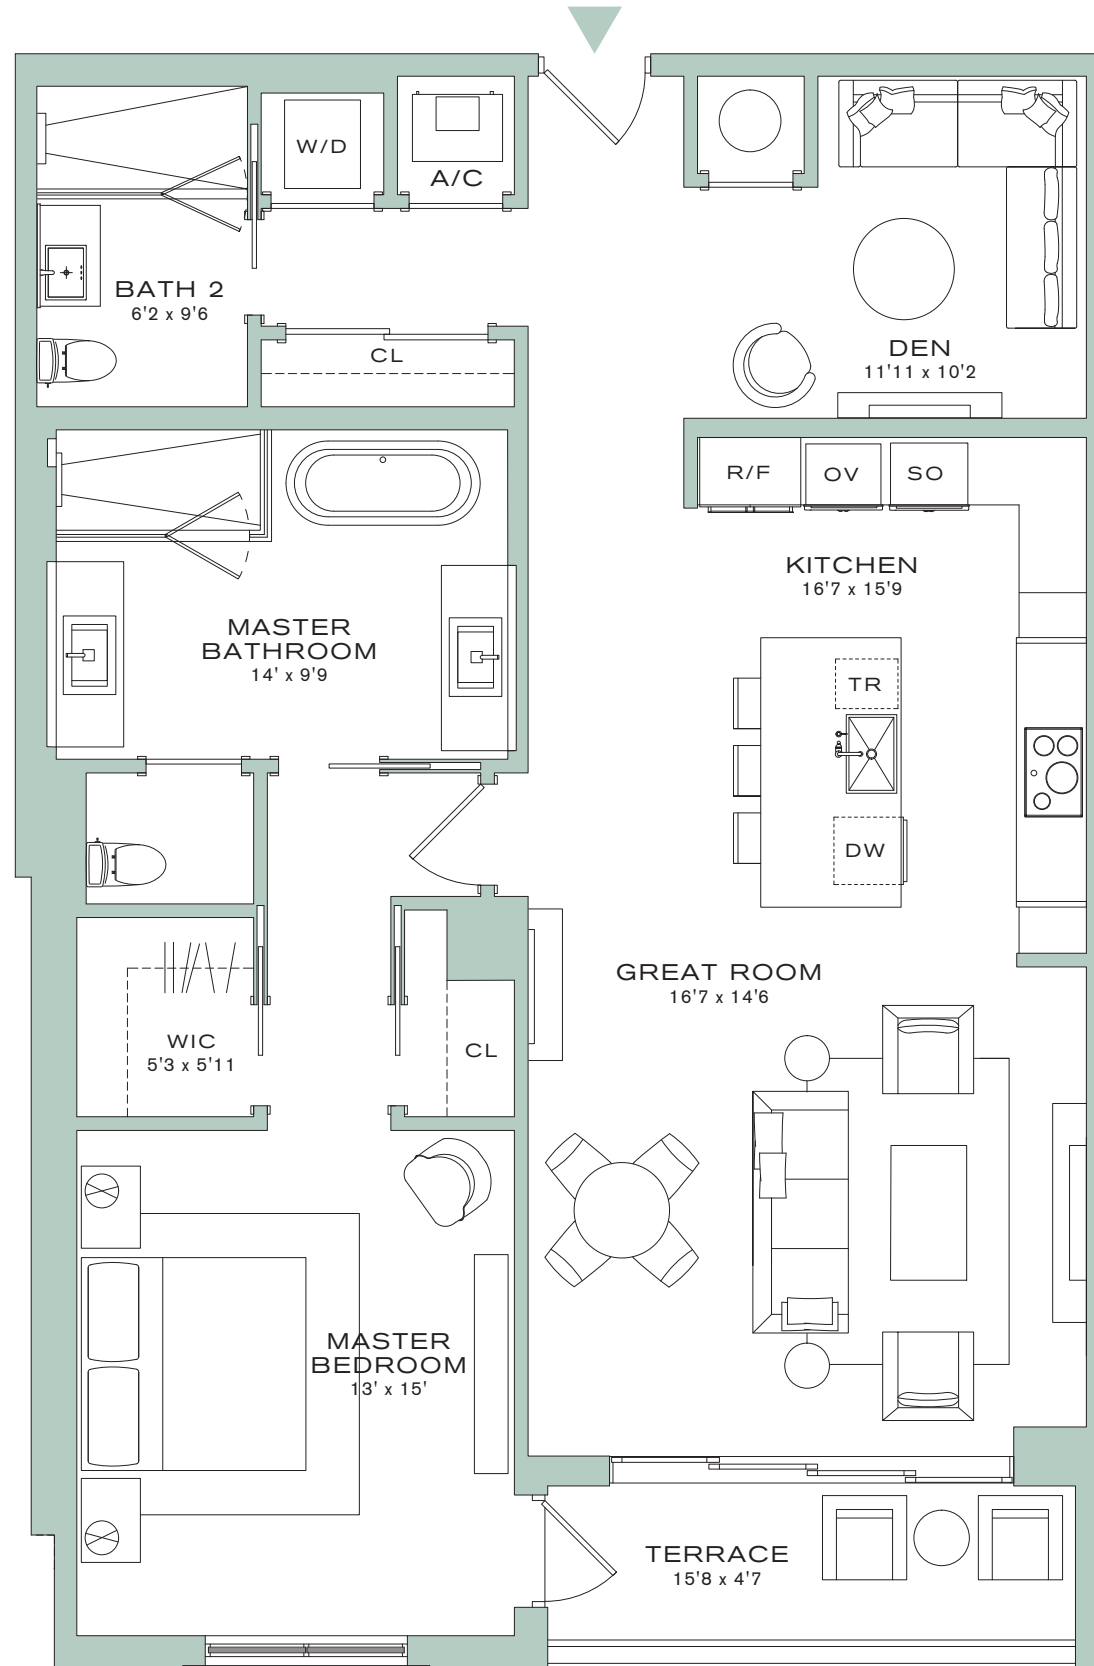 W/D
A/C
BATH 2
6'2 x 9'6
CL
DEN
11'11 x 10'2
R/F
OV
SO
KITCHEN
16'7 x 15'9
MASTER
BATHROOM
14' x 9'9
TR
DW
GREAT ROOM
16'7 x 14'6
WIC
5'3 x 5'11
CL
MASTER
BEDROOM
13' x 15'
TERRACE
15'8 x 4'7